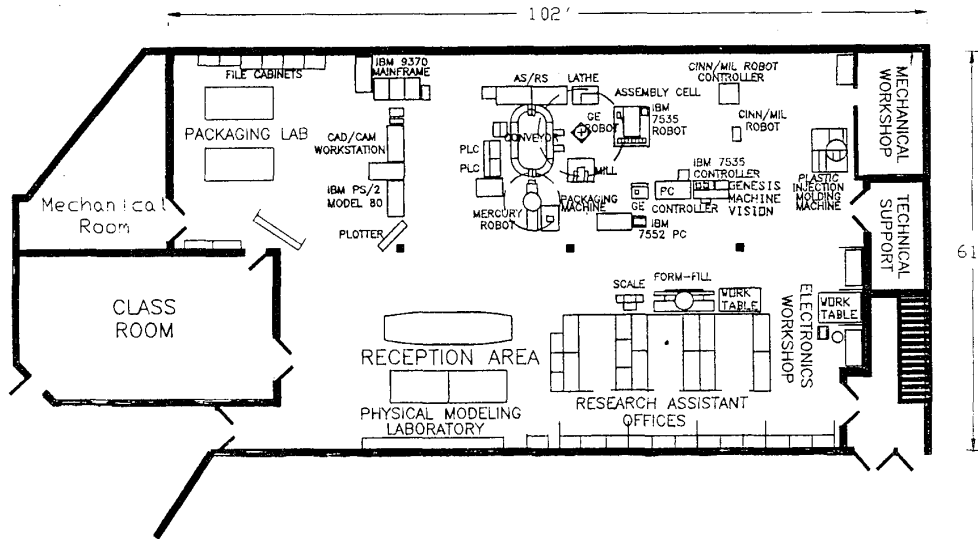 102'
IBM 9370
MAINFRAME
FILE CABINETS
AS/RS
LATHE
CINN/MIL ROBOT
CONTROLLER
MECHANICAL
WORKSHOP
ASSEMBLY CELL
IBM
7535
ROBOT
GE
ROBOT
CINN/MIL
ROBOT
PACKAGING LAB
CAD/CAM
WORKSTATION
CONVEYOR
PLC
PLC
MILL
IBM 7535
CONTROLLER
PC
GENESIS
MACHINE
VISION
PLASTIC
INJECTION
MOLDING
MACHINE
IBM PS/2
MODEL 80
Mechanical
Room
MERCURY
ROBOT
PACKAGING
MACHINE
GE
CONTROLLER
IBM
7552 PC
PLOTTER
TECHNICAL
SUPPORT
61
CLASS
ROOM
SCALE
FORM-FILL
WORK
TABLE
ELECTRONICS
WORKSHOP
WORK
TABLE
RECEPTION AREA
PHYSICAL MODELING
LABORATORY
RESEARCH ASSISTANT
OFFICES